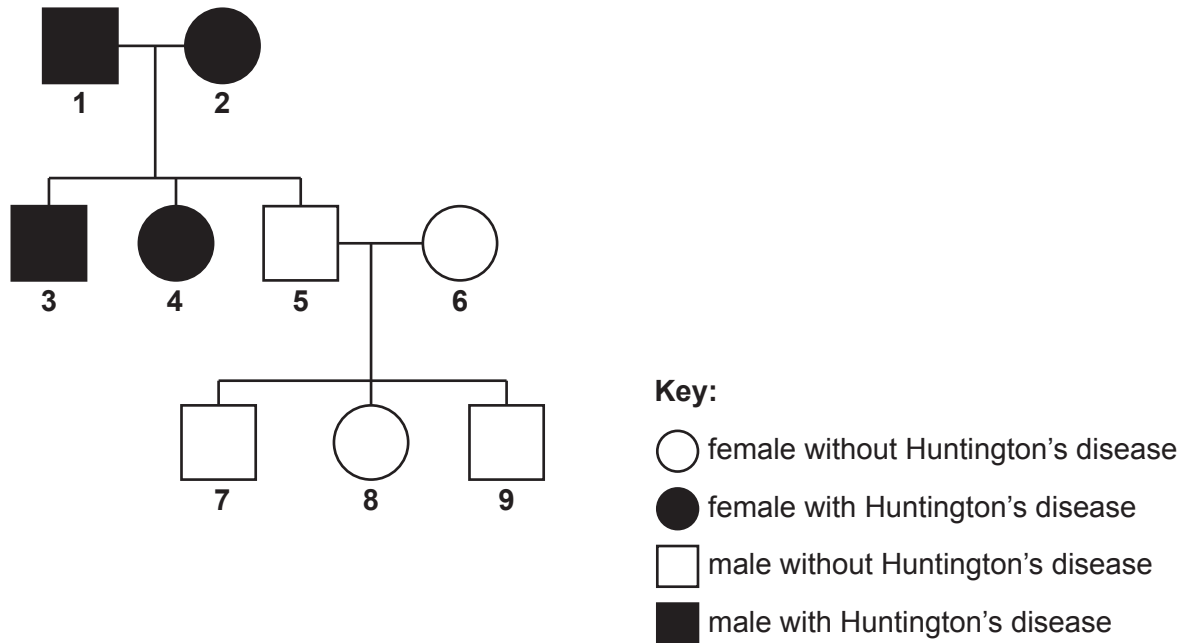 1
2
3
4
5
6
7
8
9
Key:
female without Huntington’s disease
female with Huntington’s disease
male without Huntington’s disease
male with Huntington’s disease